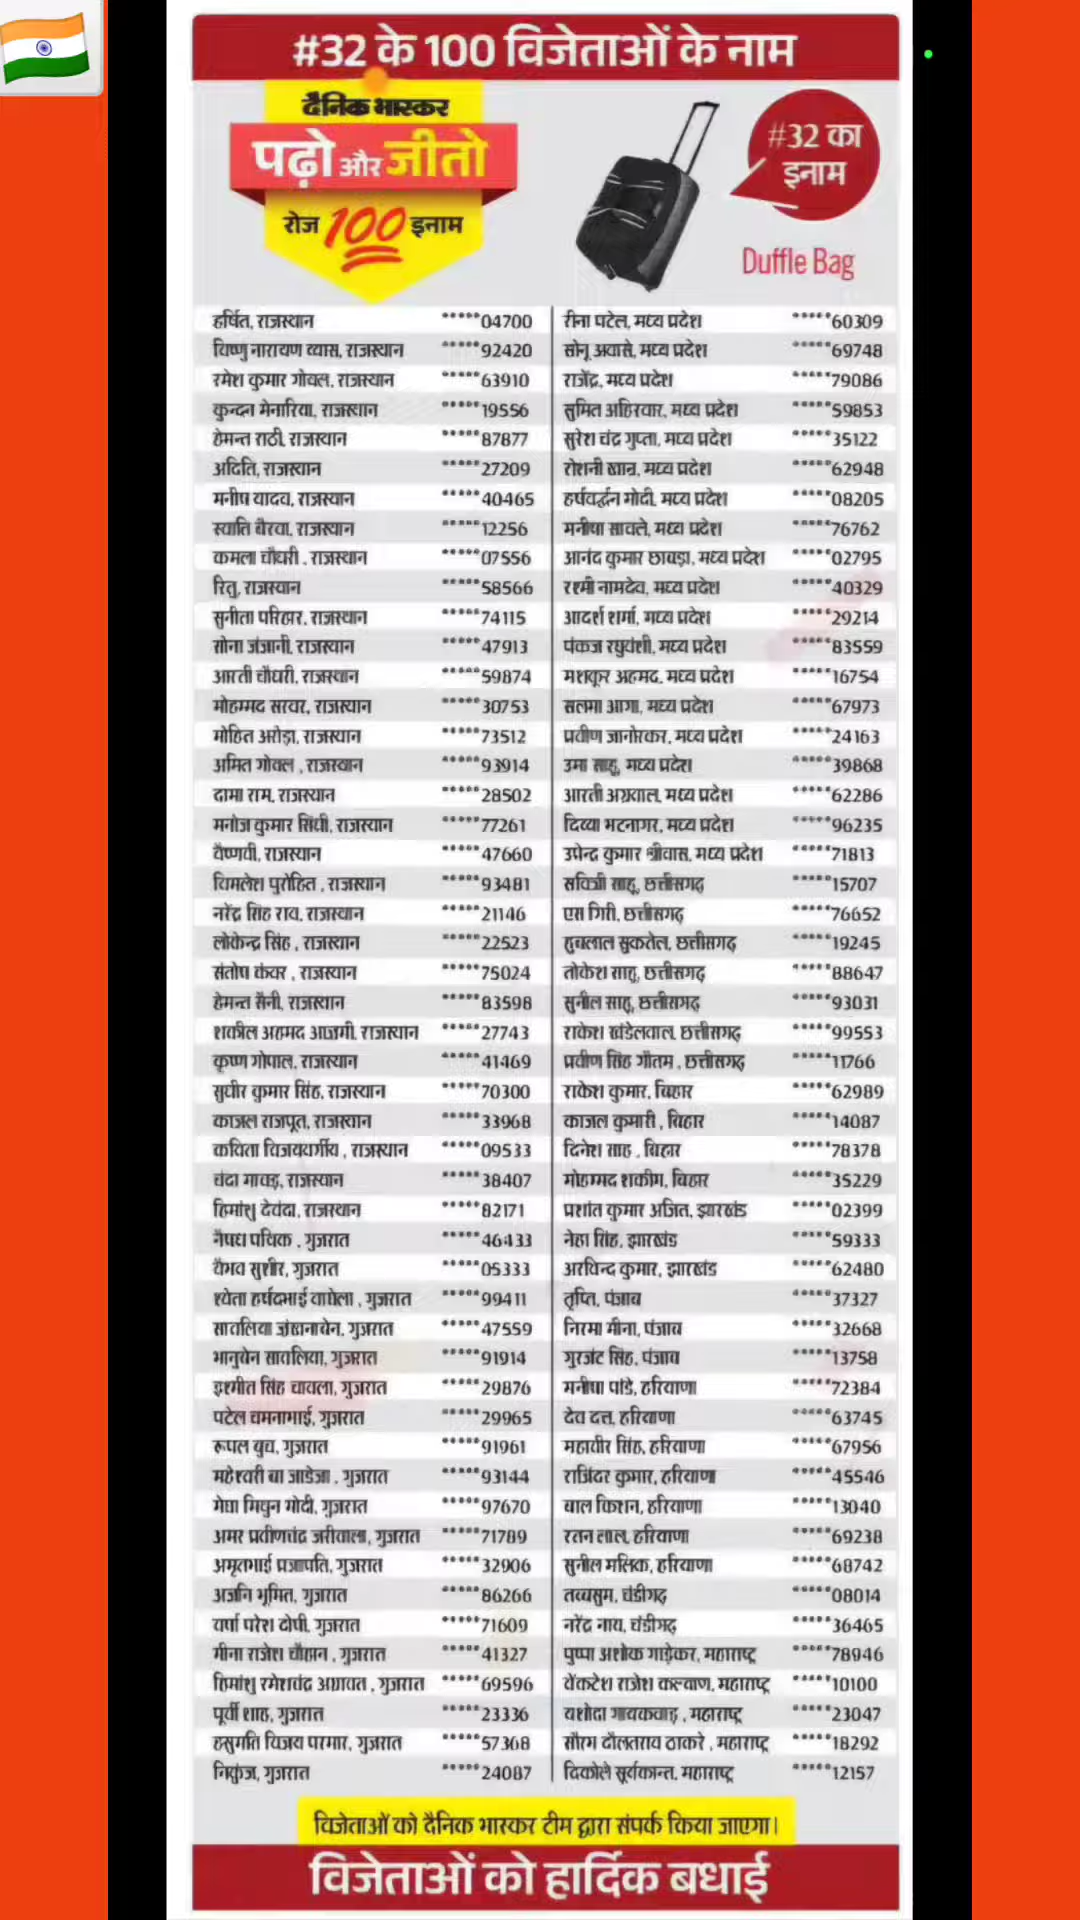 #32 के 100 विजेताओं के नाम
दैनिक भास्कर
पढ़ो और जीतो
रोज 100 इनाम
#32 का
इनाम
Duffle Bag
हर्षित, राजस्थान *****04700
विष्णु नारायण व्यास, राजस्थान *****92420
रमेश कुमार गोयल, राजस्थान *****63910
कुन्दन मेनारिया, राजस्थान *****19556
हेमन्त राठी, राजस्थान *****87877
अदिति, राजस्थान *****27209
मनीष यादव, राजस्थान *****40465
स्वाति बैरवा, राजस्थान *****12256
कमला चौधरी , राजस्थान *****07556
रितु, राजस्थान *****58566
सुनीता परिहार, राजस्थान *****74115
सोना जंजानी, राजस्थान *****47913
आरती चौधरी, राजस्थान *****59874
मोहम्मद सरवर, राजस्थान *****30753
मोहित अरोड़ा, राजस्थान *****73512
अमित गोयल , राजस्थान *****93914
दामा राम, राजस्थान *****28502
मनोज कुमार सिंधी, राजस्थान *****77261
वैष्णवी, राजस्थान *****47660
विमलेश पुरोहित , राजस्थान *****93481
नरेंद्र सिंह राव, राजस्थान *****21146
लोकेन्द्र सिंह , राजस्थान *****22523
संतोष कंवर , राजस्थान *****75024
हेमन्त सैनी, राजस्थान *****83598
शकील अहमद आज़मी, राजस्थान *****27743
कृष्ण गोपाल, राजस्थान *****41469
सुधीर कुमार सिंह, राजस्थान *****70300
काजल राजपूत, राजस्थान *****33968
कविता विजयवर्गीय , राजस्थान *****09533
चंदा मावड़, राजस्थान *****38407
हिमांशु देवंदा, राजस्थान *****82171
नैषध पथिक , गुजरात *****46433
वैभव सुशीर, गुजरात *****05333
श्वेता हर्षदभाई वाघेला , गुजरात *****99411
सावलिया जंखनाबेन, गुजरात *****47559
भानुबेन सावलिया, गुजरात *****91914
इश्मीत सिंह चावला, गुजरात *****29876
पटेल चमनाभाई, गुजरात *****29965
रूपल बुच, गुजरात *****91961
महेश्वरी बा जाडेजा , गुजरात *****93144
मेघा मिथुन मोदी, गुजरात *****97670
अमर प्रवीणचंद्र जरीवाला, गुजरात *****71789
अमृतभाई प्रजापति, गुजरात *****32906
अजनि भूमित, गुजरात *****86266
वर्षा परेश दोषी, गुजरात *****71609
मीना राजेश चौहान , गुजरात *****41327
हिमांशु रमेशचंद्र अग्रावत , गुजरात *****69596
पूर्वी शाह, गुजरात *****23336
हसुमति विजय परमार, गुजरात *****57368
निकुंज, गुजरात *****24087
रीना पटेल, मध्य प्रदेश *****60309
सोनू अवासे, मध्य प्रदेश *****69748
राजेंद्र, मध्य प्रदेश *****79086
सुमित अहिरवार, मध्य प्रदेश *****59853
सुरेश चंद्र गुप्ता, मध्य प्रदेश *****35122
रोशनी खान, मध्य प्रदेश *****62948
हर्षवर्द्धन मोदी, मध्य प्रदेश *****08205
मनीषा सावले, मध्य प्रदेश *****76762
आनंद कुमार छाबड़ा, मध्य प्रदेश *****02795
रश्मी नामदेव, मध्य प्रदेश *****40329
आदर्श शर्मा, मध्य प्रदेश *****29214
पंकज रघुवंशी, मध्य प्रदेश *****83559
मशकूर अहमद, मध्य प्रदेश *****16754
सलमा आगा, मध्य प्रदेश *****67973
प्रवीण जानोरकर, मध्य प्रदेश *****24163
उमा साहू, मध्य प्रदेश *****39868
आरती अग्रवाल, मध्य प्रदेश *****62286
दिव्या भटनागर, मध्य प्रदेश *****96235
उपेन्द्र कुमार श्रीवास, मध्य प्रदेश *****71813
सवित्री साहू, छत्तीसगढ़ *****15707
एस गिरी, छत्तीसगढ़ *****76652
हुबलाल सुकतेल, छत्तीसगढ़ *****19245
तोकेश साहू, छत्तीसगढ़ *****88647
सुनील साहू, छत्तीसगढ़ *****93031
राकेश खंडेलवाल, छत्तीसगढ़ *****99553
प्रवीण सिंह गौतम , छत्तीसगढ़ *****11766
राकेश कुमार, बिहार *****62989
काजल कुमारी , बिहार *****14087
दिनेश साह , बिहार *****78378
मोहम्मद शकीम, बिहार *****35229
प्रशांत कुमार अजित, झारखंड *****02399
नेहा सिंह, झारखंड *****59333
अरविन्द कुमार, झारखंड *****62480
तृप्ति, पंजाब *****37327
निरमा मीना, पंजाब *****32668
गुरजंट सिंह, पंजाब *****13758
मनीषा पांडे, हरियाणा *****72384
देव दत्त, हरियाणा *****63745
महावीर सिंह, हरियाणा *****67956
राजिंदर कुमार, हरियाणा *****45546
बाल किशन, हरियाणा *****13040
रतन लाल, हरियाणा *****69238
सुनील मलिक, हरियाणा *****68742
तब्बसुम, चंडीगढ़ *****08014
नरेंद्र नाथ, चंडीगढ़ *****36465
पुष्पा अशोक गाड़ेकर, महाराष्ट्र *****78946
वेंकटेश राजेश कल्याण, महाराष्ट्र *****10100
यशोदा गायकवाड़ , महाराष्ट्र *****23047
सौरभ दौलतराव ठाकरे , महाराष्ट्र *****18292
दिकोले सूर्यकान्त, महाराष्ट्र *****12157
विजेताओं को दैनिक भास्कर टीम द्वारा संपर्क किया जाएगा।
विजेताओं को हार्दिक बधाई